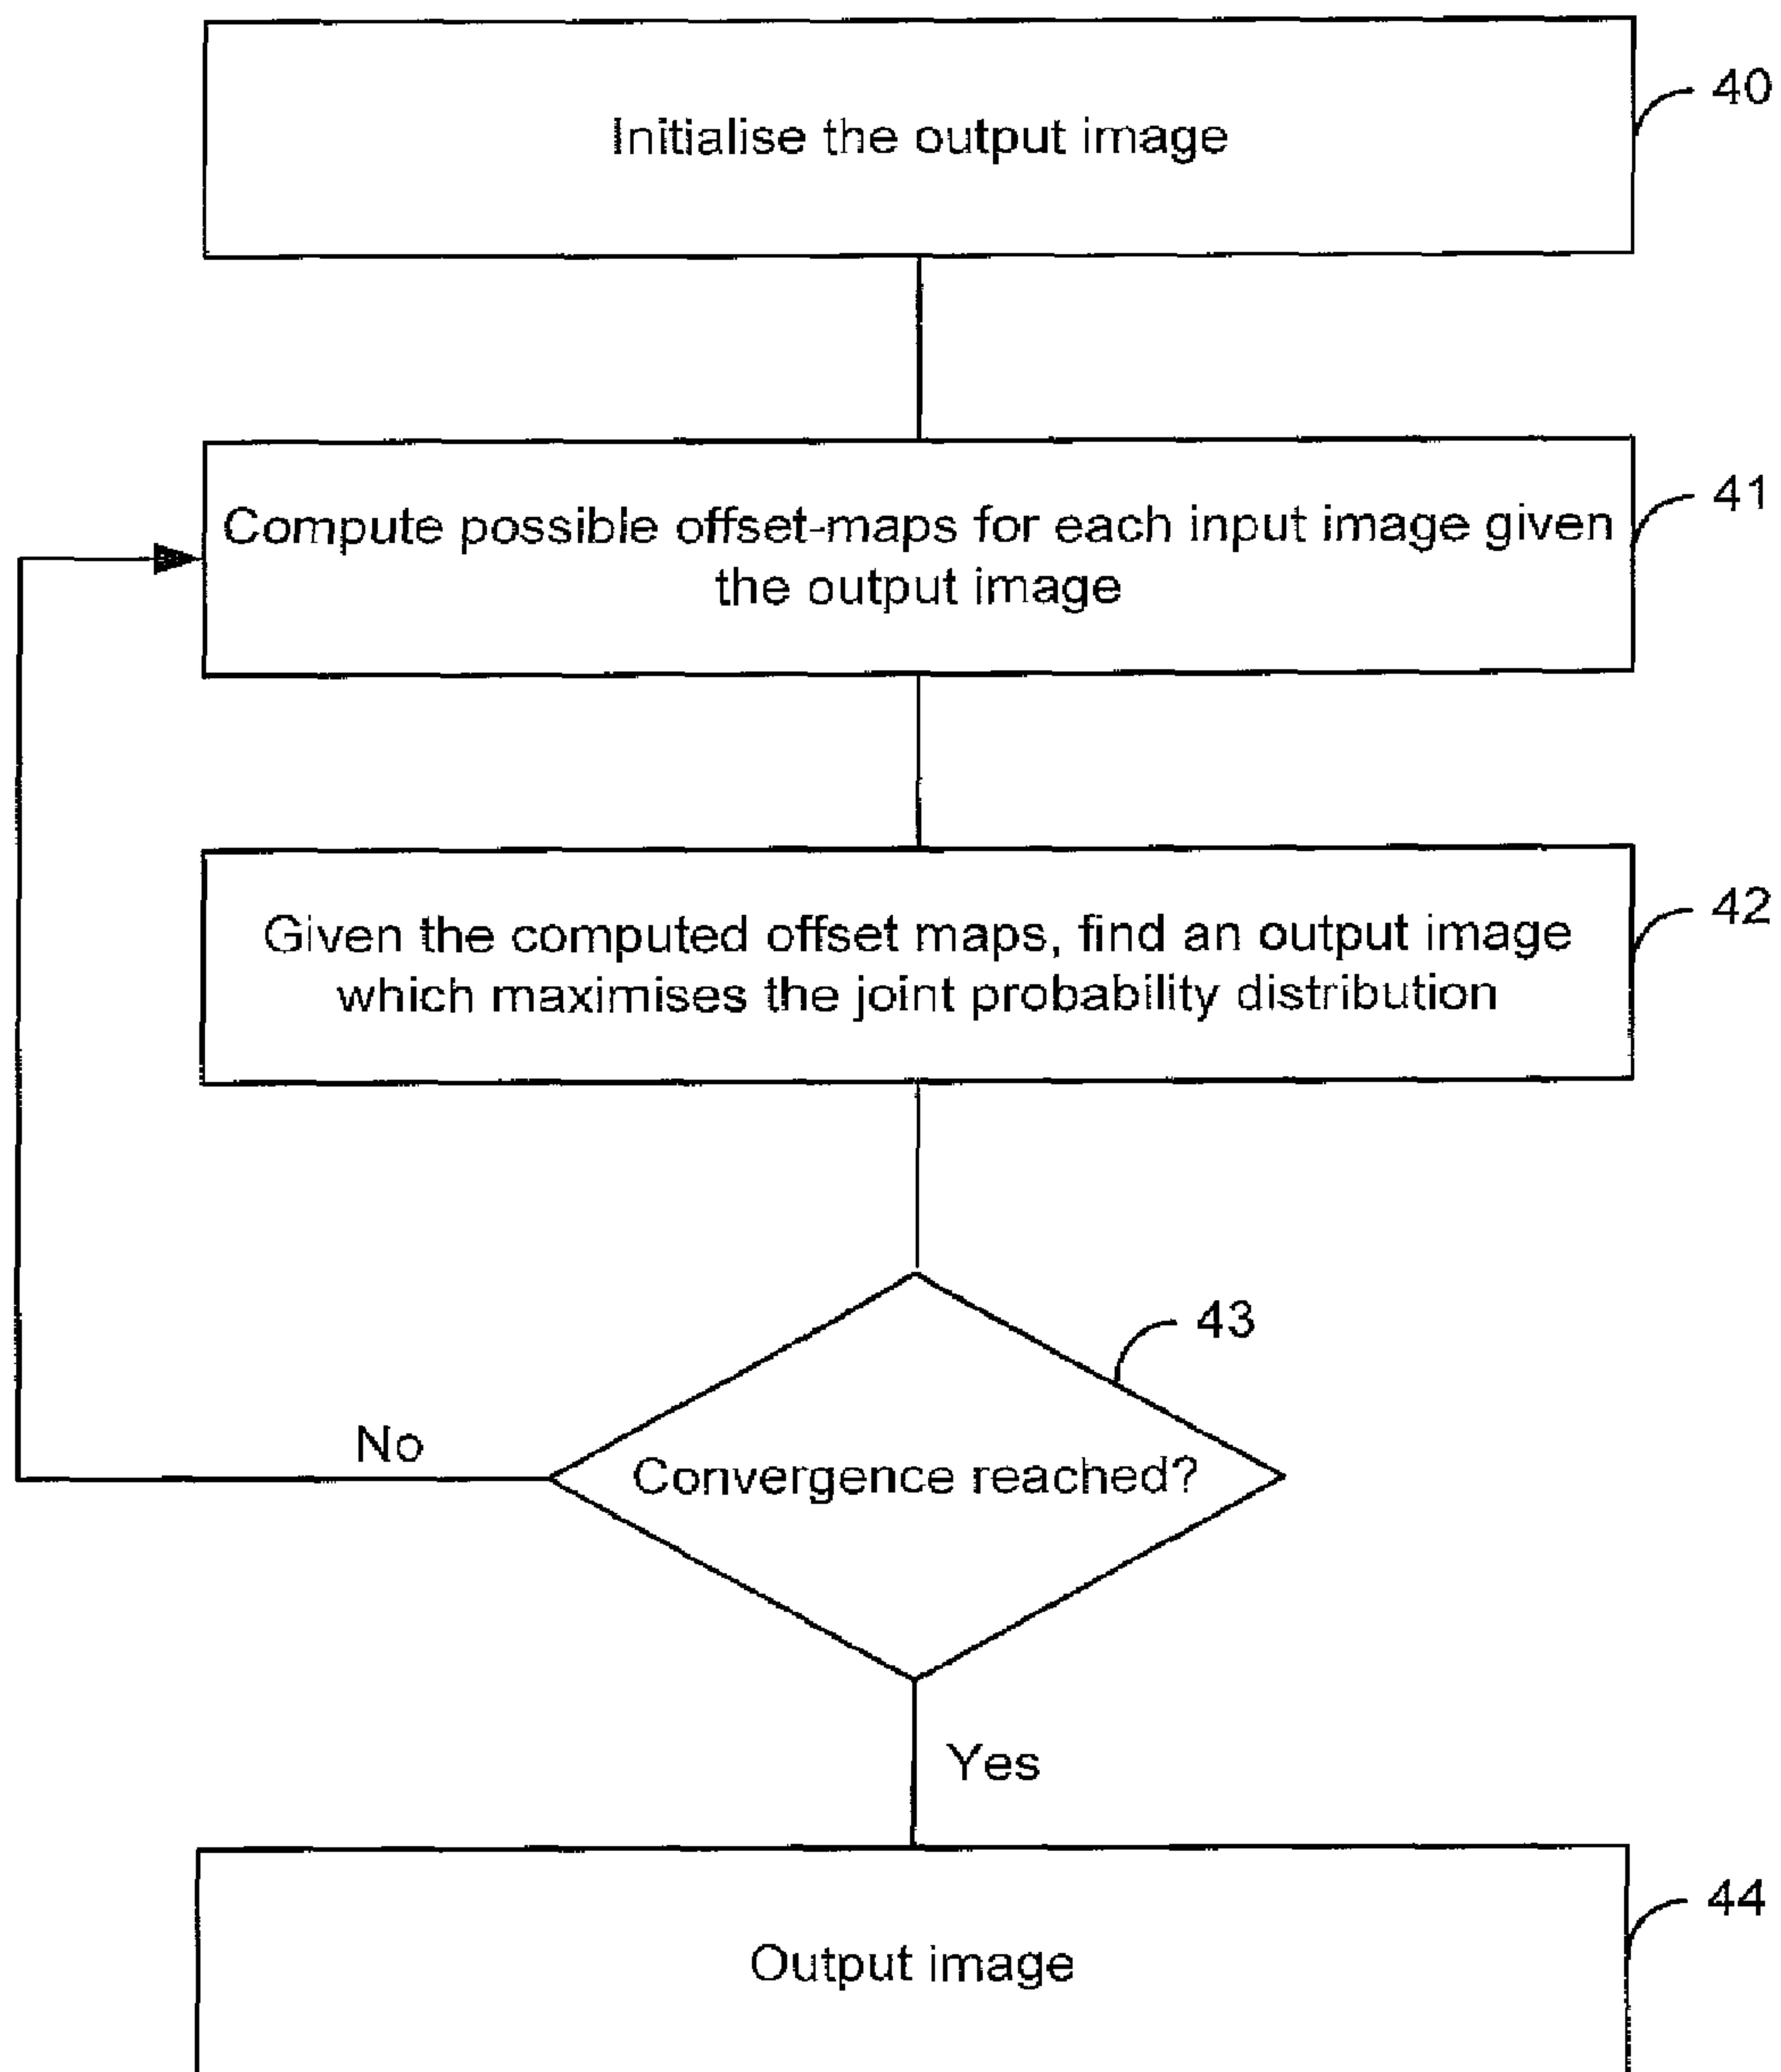 Initialise the output image
40
Compute possible offset-maps for each input image given
the output image
41
Given the computed offset maps, find an output image
which maximises the joint probability distribution
42
43
Convergence reached?
No
Yes
Output image
44